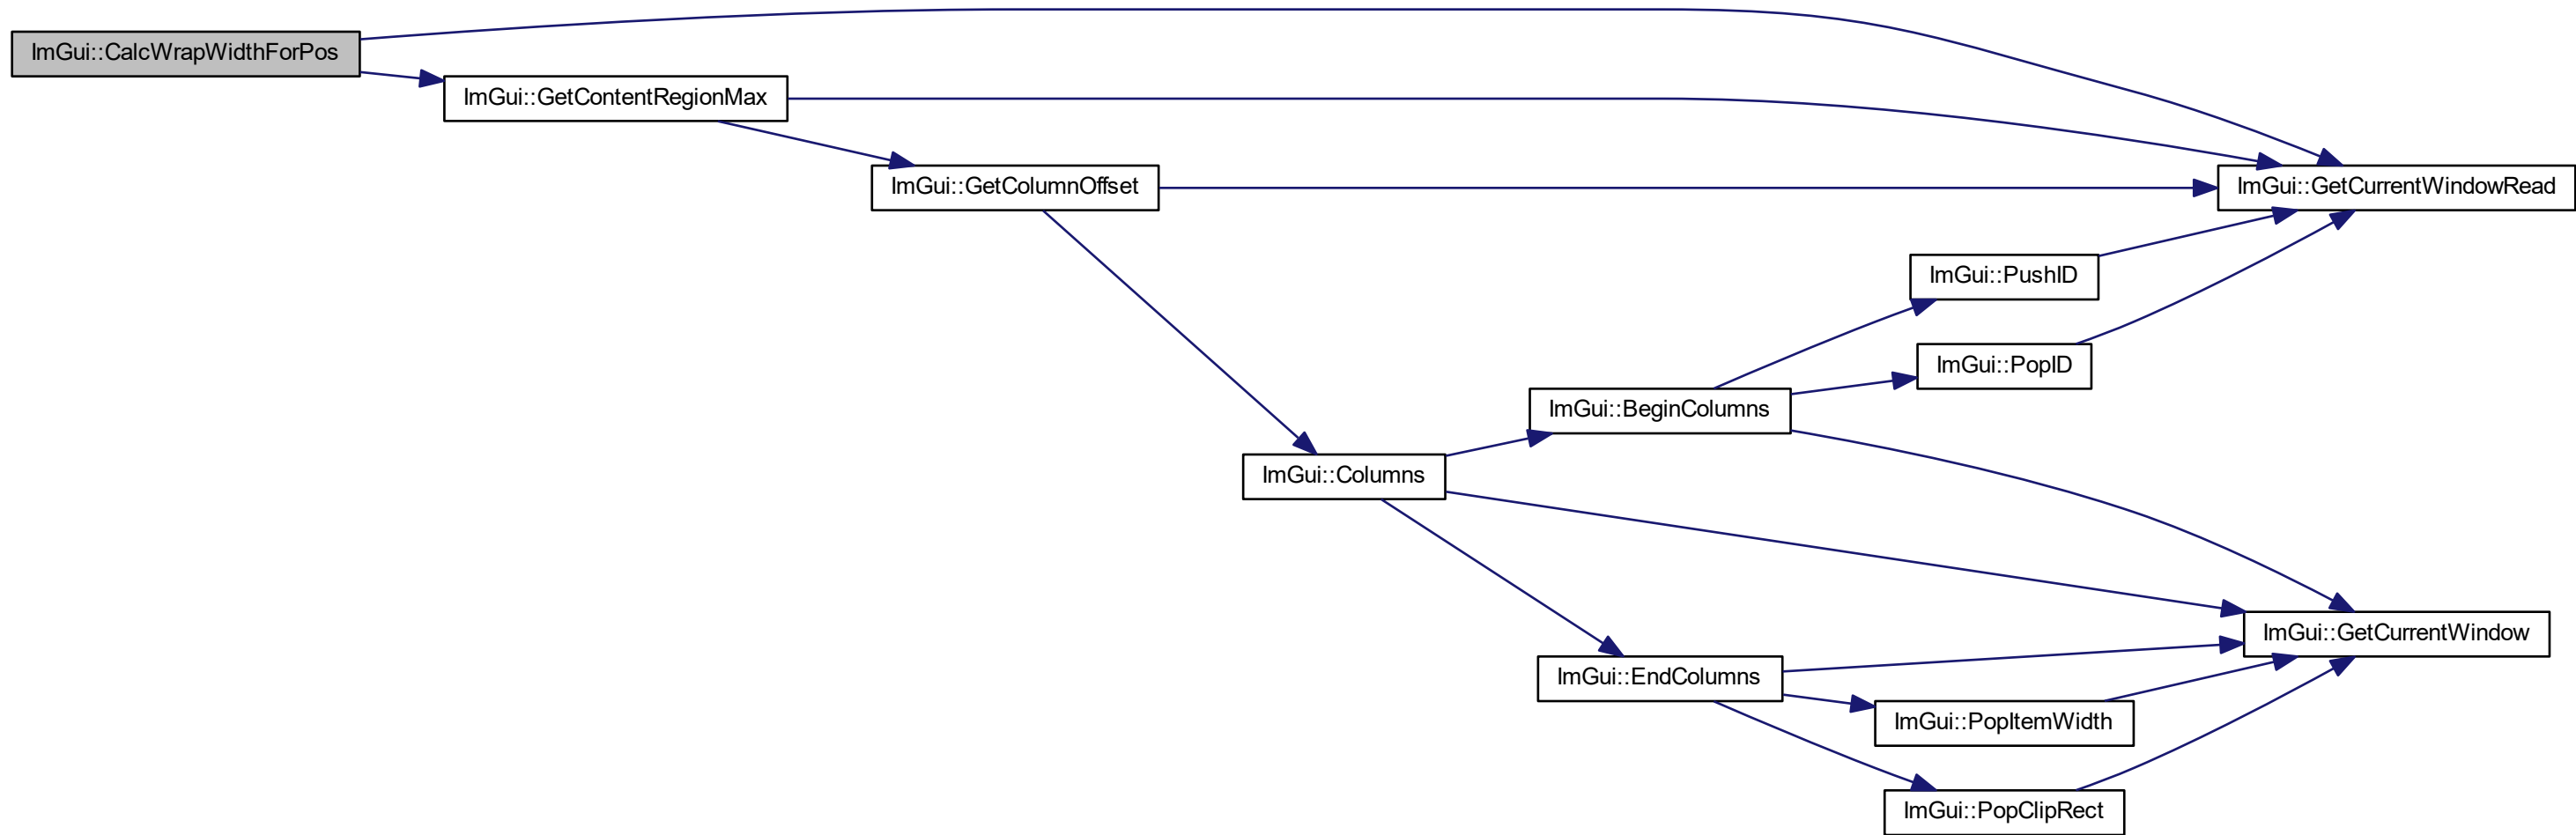 ImGui::CalcWrapWidthForPos
ImGui::GetContentRegionMax
ImGui::GetColumnOffset
ImGui::GetCurrentWindowRead
ImGui::PushID
ImGui::PopID
ImGui::BeginColumns
ImGui::Columns
ImGui::GetCurrentWindow
ImGui::EndColumns
ImGui::PopItemWidth
ImGui::PopClipRect